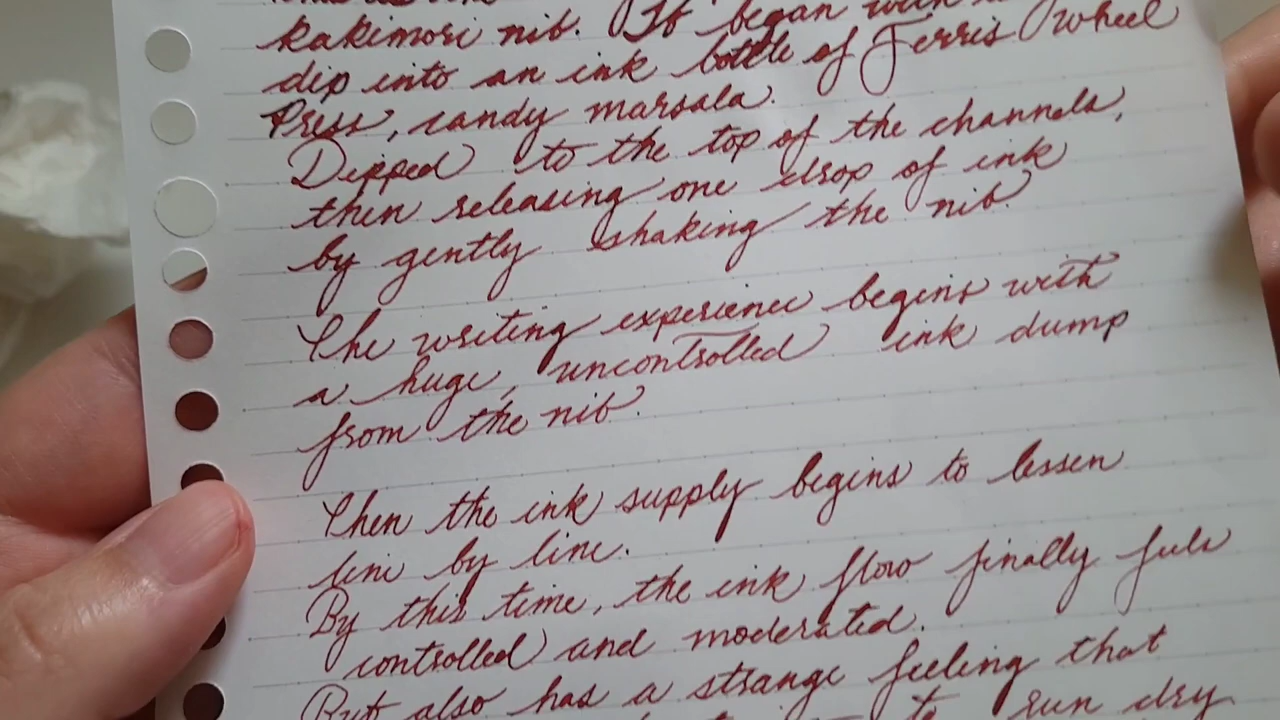 kakimori nib. It began with a
dip into an ink bottle of Ferris Wheel
Press, candy marsala.
Dipped to the top of the channels,
then releasing one drop of ink
by gently shaking the nib.
The writing experience begins with
a huge, uncontrolled ink dump
from the nib.
Then the ink supply begins to lessen
line by line.
By this time, the ink flow finally feels
controlled and moderated.
But also has a strange feeling that
to run dry